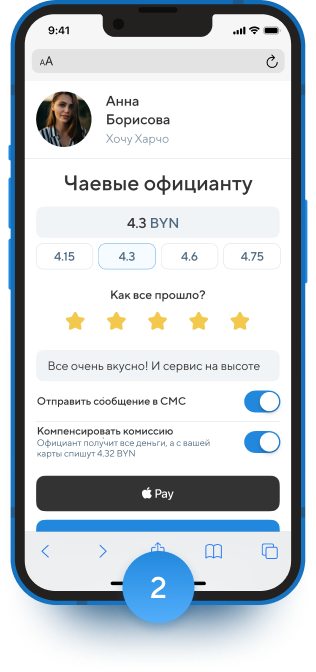 9:41
AA
Анна
Борисова
Хочу Харчо
Чаевые официанту
4.3 BYN
4.15 4.3 4.6 4.75
Как все прошло?
Все очень вкусно! И сервис на высоте
Отправить сообщение в СМС
Компенсировать комиссию
Официант получит все деньги, а с вашей
карты спишут 4.32 BYN
Pay
2